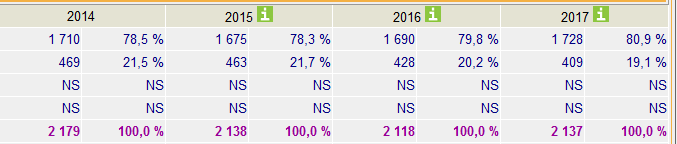 2014 2015 i 2016 i 2017 i
1 710 78,5 % 1 675 78,3 % 1 690 79,8 % 1 728 80,9 %
469 21,5 % 463 21,7 % 428 20,2 % 409 19,1 %
NS NS NS NS NS NS NS NS
NS NS NS NS NS NS NS NS
2 179 100,0 % 2 138 100,0 % 2 118 100,0 % 2 137 100,0 %